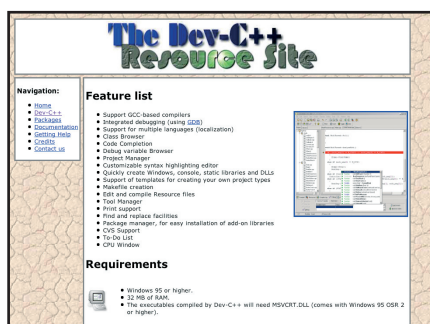 The Dev-C++
Resource Site
Navigation:
Home
Dev-C++
Packages
Documentation
Getting Help
Credits
Contact us
Feature list
Support GCC-based compilers
Integrated debugging (using GDB)
Support for multiple languages (localization)
Class Browser
Code Completion
Debug variable Browser
Project Manager
Customizable syntax highlighting editor
Quickly create Windows, console, static libraries and DLLs
Support of templates for creating your own project types
Makefile creation
Edit and compile Resource files
Tool Manager
Print support
Find and replace facilities
Package manager, for easy installation of add-on libraries
CVS Support
To-Do List
CPU Window
Requirements
Windows 95 or higher.
32 MB of RAM.
The executables compiled by Dev-C++ will need MSVCRT.DLL (comes with Windows 95 OSR 2
or higher).